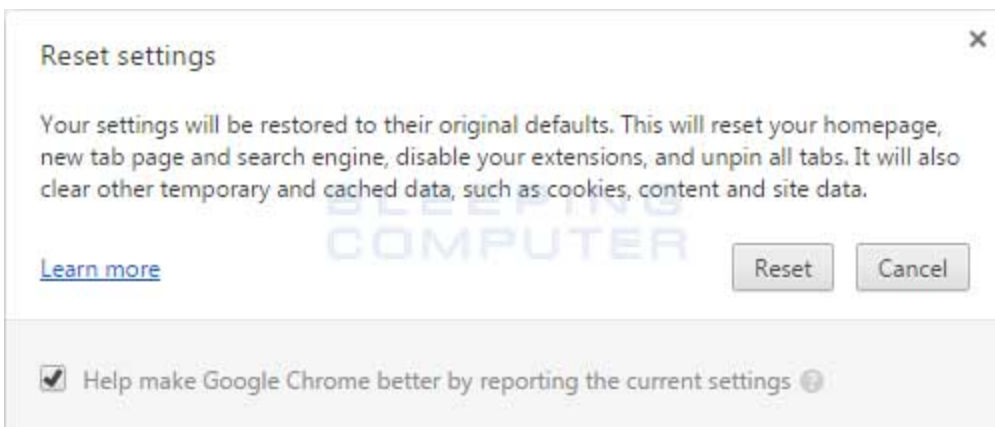 Reset settings
Your settings will be restored to their original defaults. This will reset your homepage,
new tab page and search engine, disable your extensions, and unpin all tabs. It will also
clear other temporary and cached data, such as cookies, content and site data.
BLEEPING
COMPUTER
Learn more
Reset
Cancel
Help make Google Chrome better by reporting the current settings